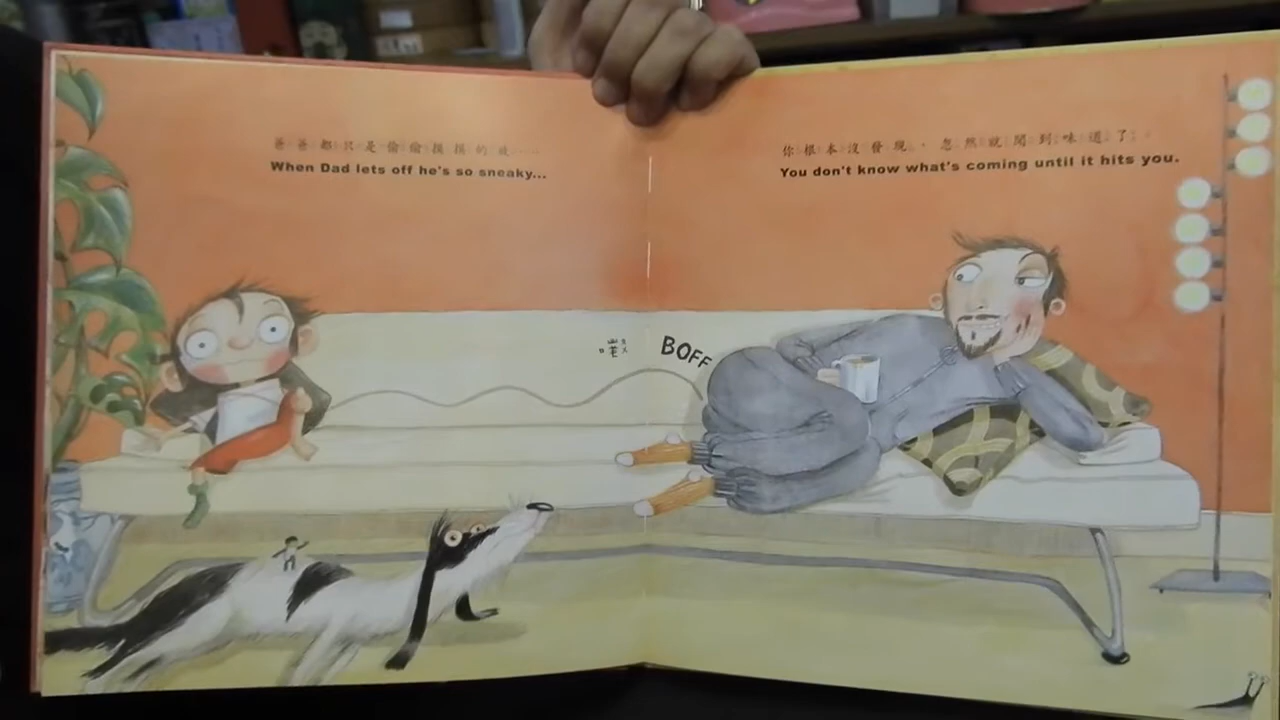 爸爸都只是偷偷摸摸的放……
When Dad lets off he's so sneaky...
你根本沒發現，忽然就聞到味道了！
You don't know what's coming until it hits you.
BOFF